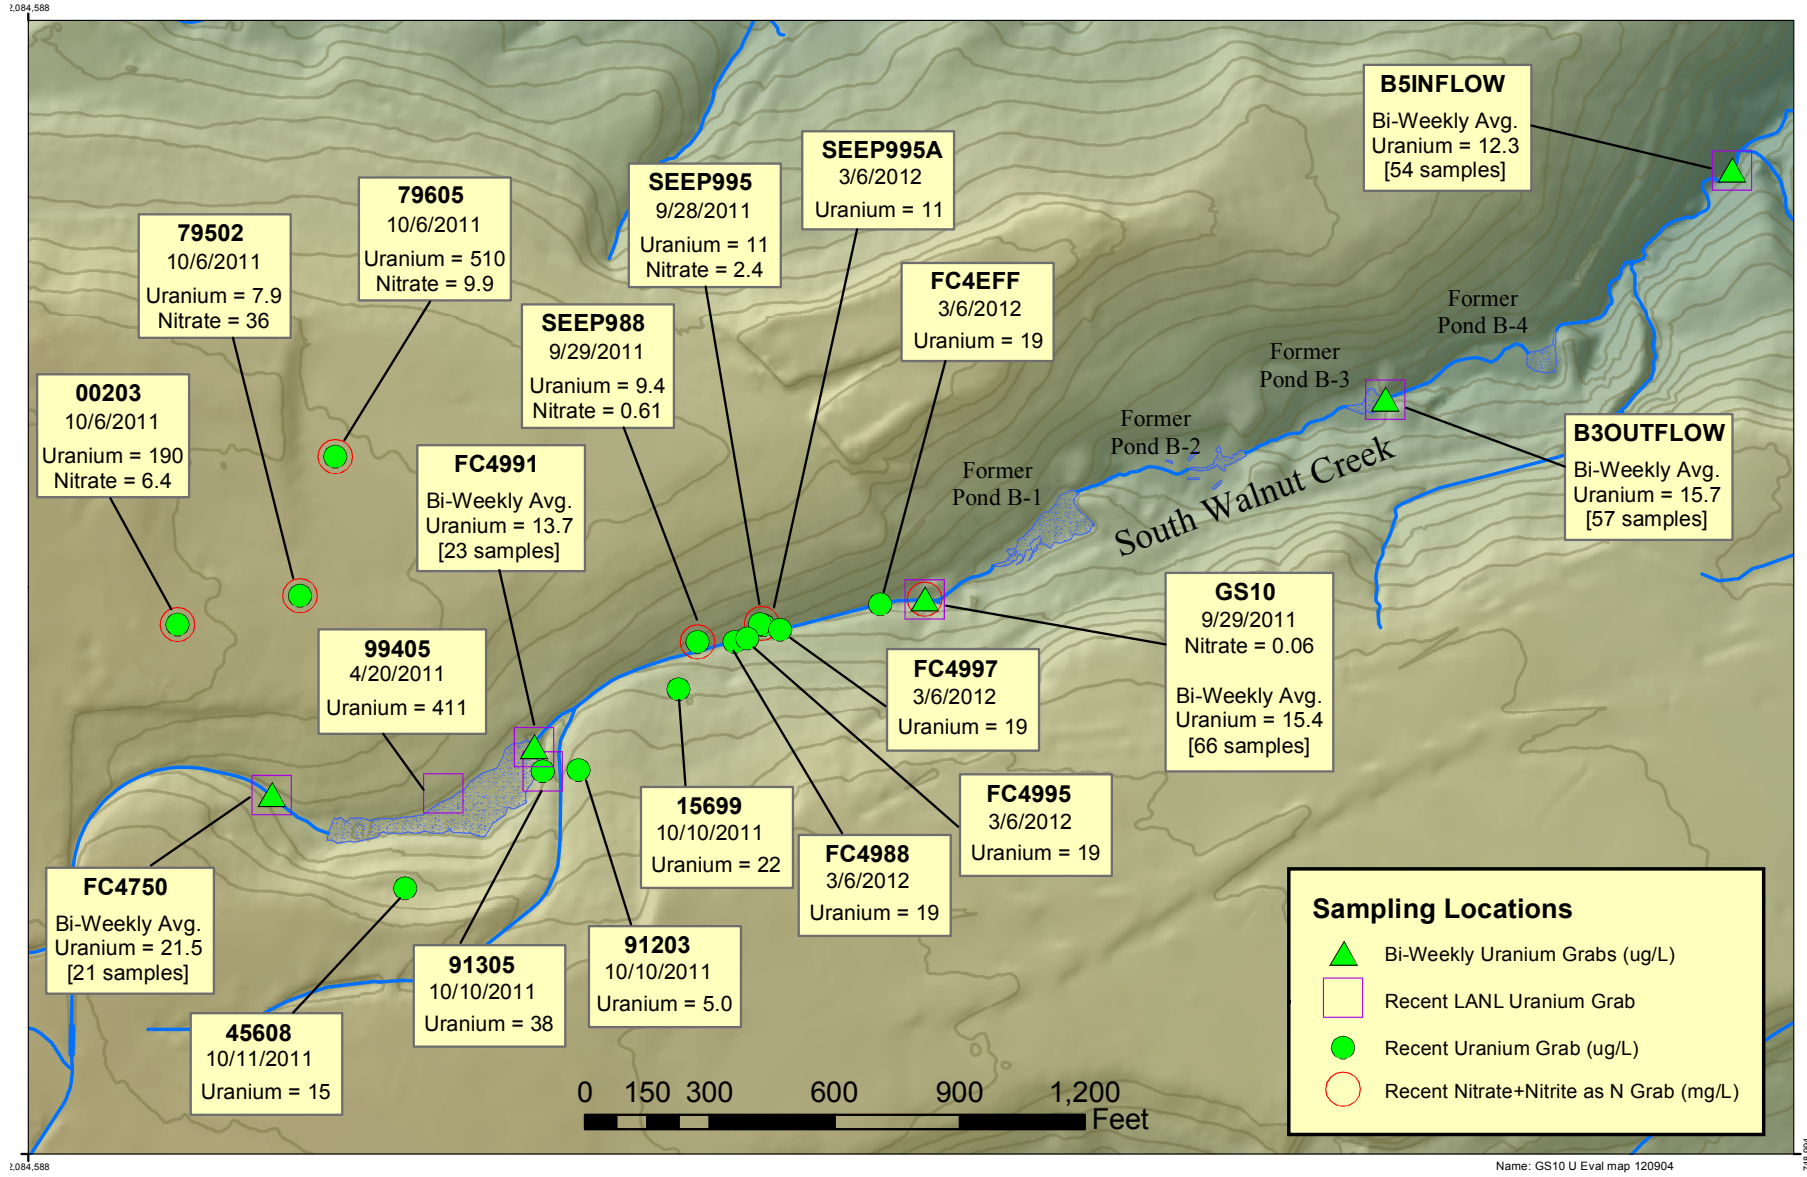 2,084,588
B5INFLOW
Bi-Weekly Avg.
Uranium = 12.3
[54 samples]
SEEP995A
3/6/2012
Uranium = 11
SEEP995
9/28/2011
Uranium = 11
Nitrate = 2.4
79605
10/6/2011
Uranium = 510
Nitrate = 9.9
79502
10/6/2011
Uranium = 7.9
Nitrate = 36
FC4EFF
3/6/2012
Uranium = 19
SEEP988
9/29/2011
Uranium = 9.4
Nitrate = 0.61
00203
10/6/2011
Uranium = 190
Nitrate = 6.4
Former
Pond B-4
Former
Pond B-3
Former
Pond B-2
Former
Pond B-1
South Walnut Creek
B3OUTFLOW
Bi-Weekly Avg.
Uranium = 15.7
[57 samples]
FC4991
Bi-Weekly Avg.
Uranium = 13.7
[23 samples]
GS10
9/29/2011
Nitrate = 0.06
Bi-Weekly Avg.
Uranium = 15.4
[66 samples]
99405
4/20/2011
Uranium = 411
FC4997
3/6/2012
Uranium = 19
FC4995
3/6/2012
Uranium = 19
15699
10/10/2011
Uranium = 22
FC4988
3/6/2012
Uranium = 19
FC4750
Bi-Weekly Avg.
Uranium = 21.5
[21 samples]
91203
10/10/2011
Uranium = 5.0
91305
10/10/2011
Uranium = 38
45608
10/11/2011
Uranium = 15
Sampling Locations
Bi-Weekly Uranium Grabs (ug/L)
Recent LANL Uranium Grab
Recent Uranium Grab (ug/L)
Recent Nitrate+Nitrite as N Grab (mg/L)
0 150 300 600 900 1,200
Feet
2,084,588
Name: GS10 U Eval map 120904